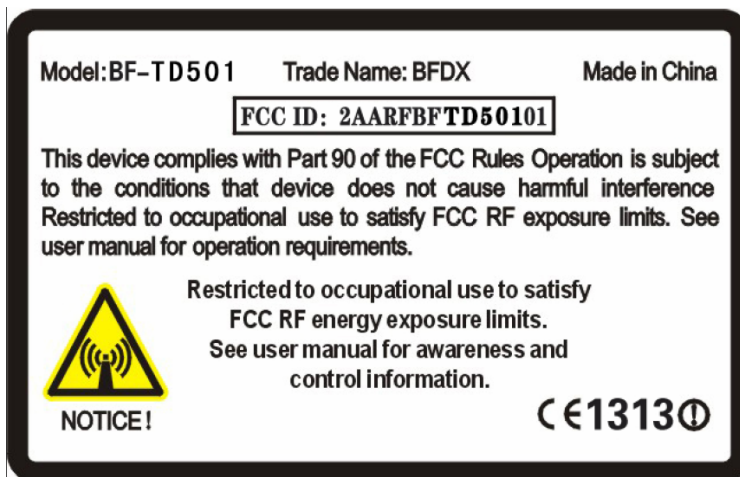 Model:BF-TD501 Trade Name: BFDX Made in China
FCC ID: 2AARFBFTD50101
This device complies with Part 90 of the FCC Rules Operation is subject
to the conditions that device does not cause harmful interference
Restricted to occupational use to satisfy FCC RF exposure limits. See
user manual for operation requirements.
Restricted to occupational use to satisfy
FCC RF energy exposure limits.
See user manual for awareness and
control information.
NOTICE!
CE1313